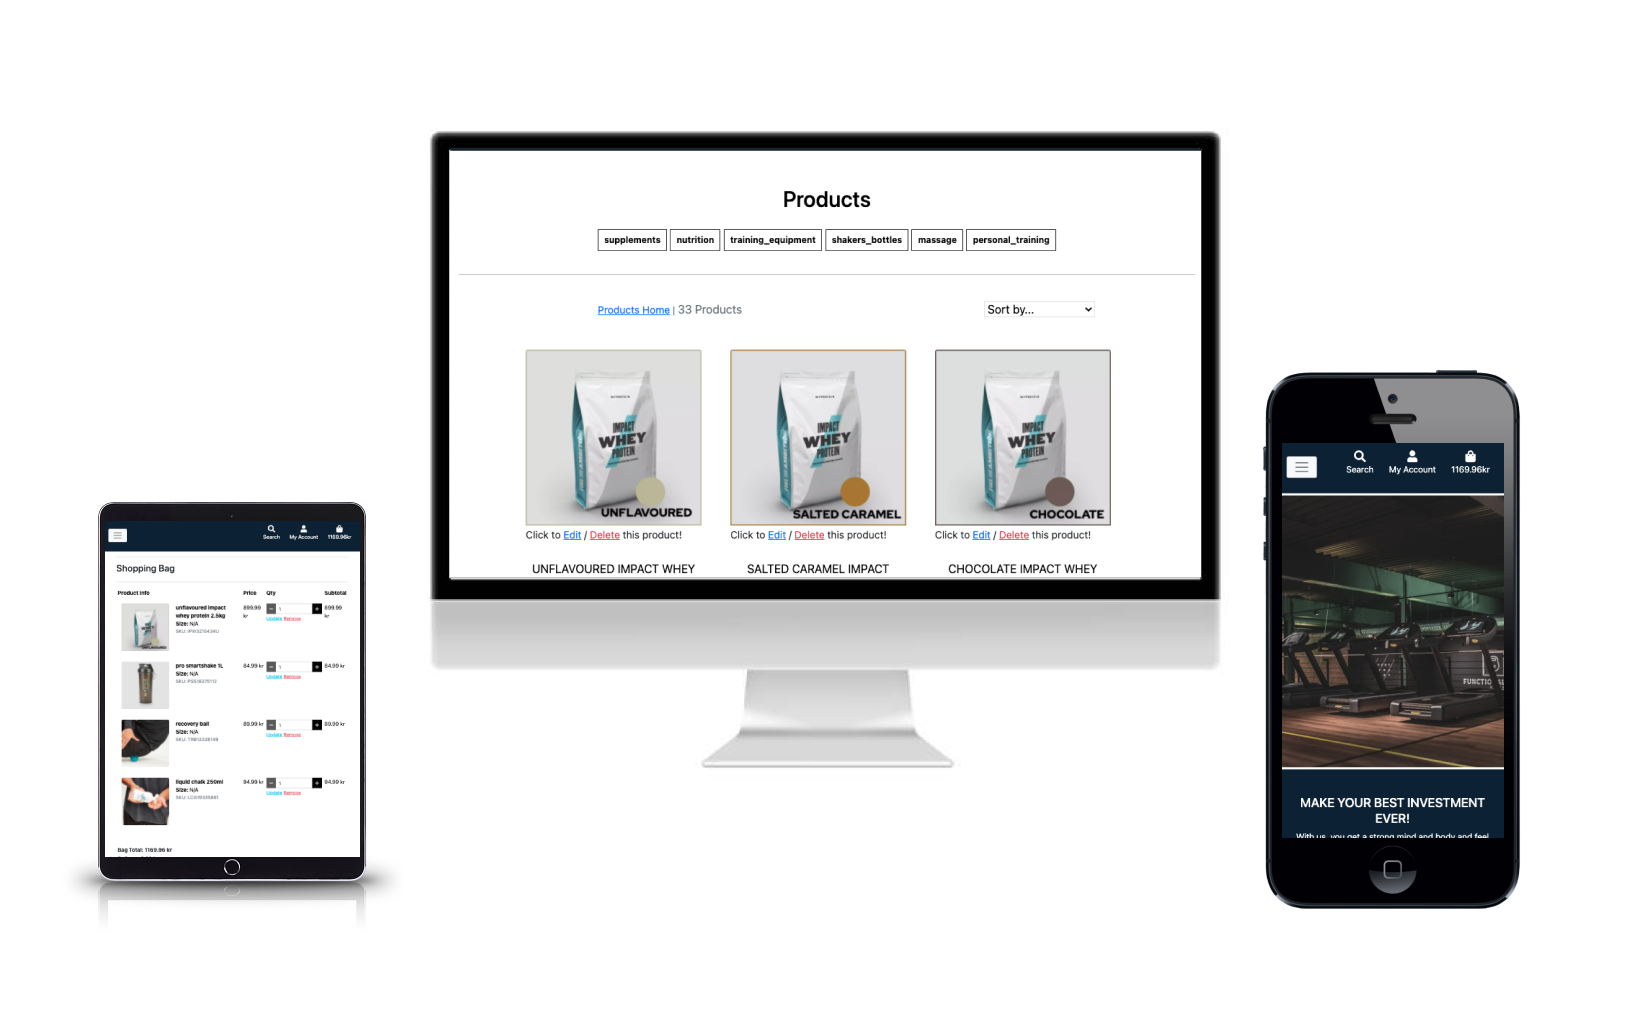 Products
supplements nutrition training_equipment shakers_bottles massage personal_training
Products Home | 33 Products
Sort by...
IMPACT
WHEY
PROTEIN
UNFLAVOURED
IMPACT
WHEY
PROTEIN
SALTED CARAMEL
IMPACT
WHEY
PROTEIN
CHOCOLATE
Click to Edit / Delete this product!
Click to Edit / Delete this product!
Click to Edit / Delete this product!
UNFLAVOURED IMPACT WHEY
SALTED CARAMEL IMPACT
CHOCOLATE IMPACT WHEY
Search My Account 1169.96kr
Shopping Bag
Product Info Price Qty Subtotal
unflavoured impact
whey protein 2.5kg
Size: N/A
899.99
kr
1
899.99
kr
Update Remove
pro smartshake 1L
Size: N/A
84.99 kr
1
84.99 kr
Update Remove
recovery ball
Size: N/A
89.99 kr
1
89.99 kr
Update Remove
liquid chalk 250ml
Size: N/A
94.99 kr
1
94.99 kr
Update Remove
Bag Total: 1169.96 kr
Search My Account 1169.96kr
MAKE YOUR BEST INVESTMENT
EVER!
With us, you get a strong mind and body and feel